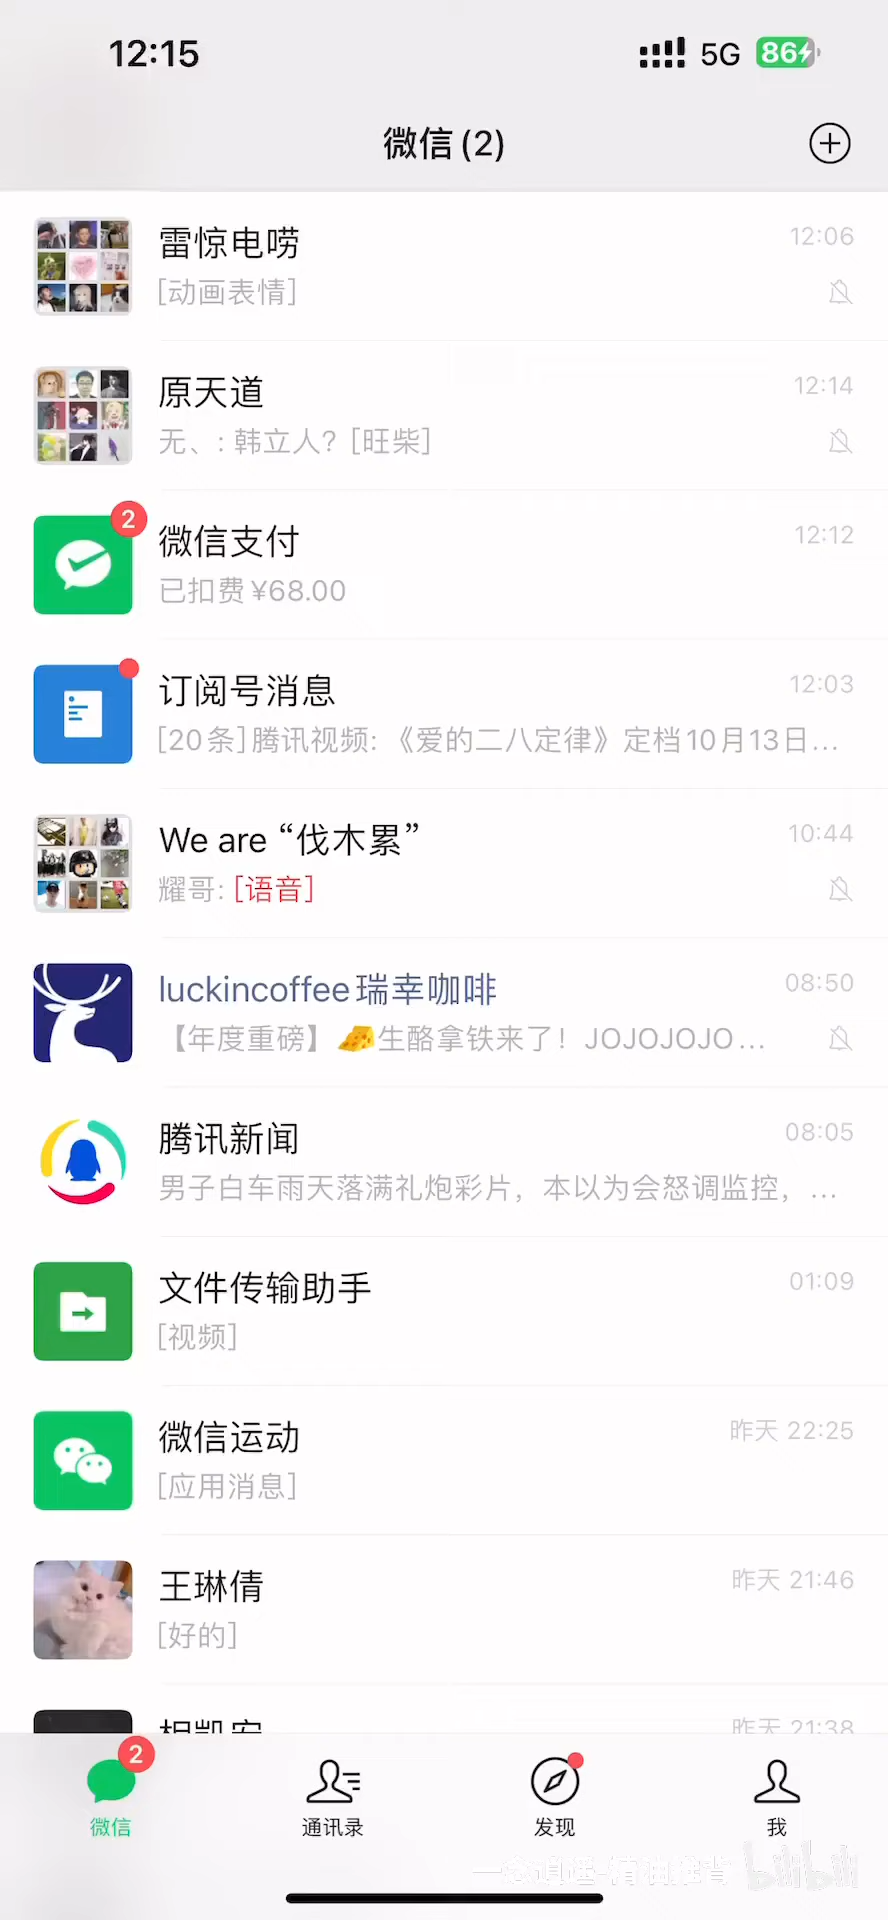 12:15
5G 86
微信(2)
雷惊电唠 12:06
[动画表情]
原天道 12:14
无、: 韩立人？[旺柴]
2
微信支付 12:12
已扣费¥68.00
订阅号消息 12:03
[20条]腾讯视频: 《爱的二八定律》定档10月13日...
We are “伐木累” 10:44
耀哥: [语音]
luckincoffee瑞幸咖啡 08:50
【年度重磅】🧀生酪拿铁来了！JOJOJOJO...
腾讯新闻 08:05
男子白车雨天落满礼炮彩片，本以为会怒调监控，...
文件传输助手 01:09
[视频]
微信运动 昨天 22:25
[应用消息]
王琳倩 昨天 21:46
[好的]
昨天 21:38
2
微信 通讯录 发现 我
bilibili